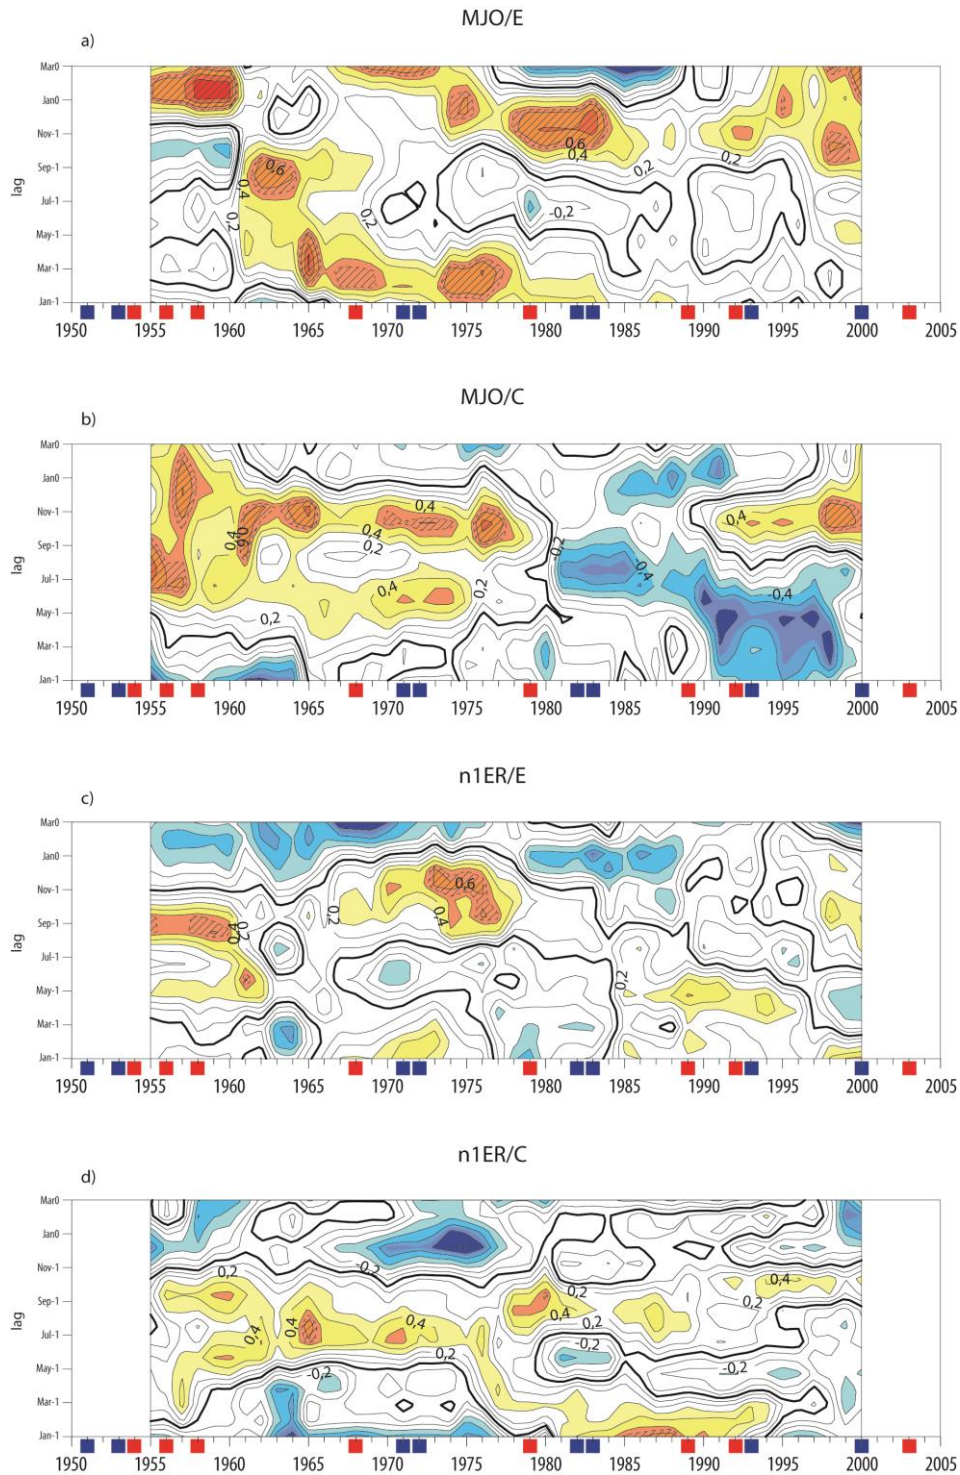 MJO/E
a)
Mar0
Jan0
Nov-1
Sep-1
Jul-1
May-1
Mar-1
Jan-1
lag
0,6
0,4
0,2
0,2
0,6
0,4
0,2
0,2
-0,2
1950 1955 1960 1965 1970 1975 1980 1985 1990 1995 2000 2005
MJO/C
b)
Mar0
Jan0
Nov-1
Sep-1
Jul-1
May-1
Mar-1
Jan-1
lag
0,4
0,6
0,4
0,4
0,2
0,4
0,2
0,2
-0,2
-0,4
0,4
-0,4
1950 1955 1960 1965 1970 1975 1980 1985 1990 1995 2000 2005
n1ER/E
c)
Mar0
Jan0
Nov-1
Sep-1
Jul-1
May-1
Mar-1
Jan-1
lag
0,4
0,2
0,2
0,6
0,4
0,2
1950 1955 1960 1965 1970 1975 1980 1985 1990 1995 2000 2005
n1ER/C
d)
Mar0
Jan0
Nov-1
Sep-1
Jul-1
May-1
Mar-1
Jan-1
lag
0,2
-0,2
0,4
0,4
0,4
0,2
-0,2
0,2
0,4
0,2
-0,2
0,4
0,2
-0,2
1950 1955 1960 1965 1970 1975 1980 1985 1990 1995 2000 2005